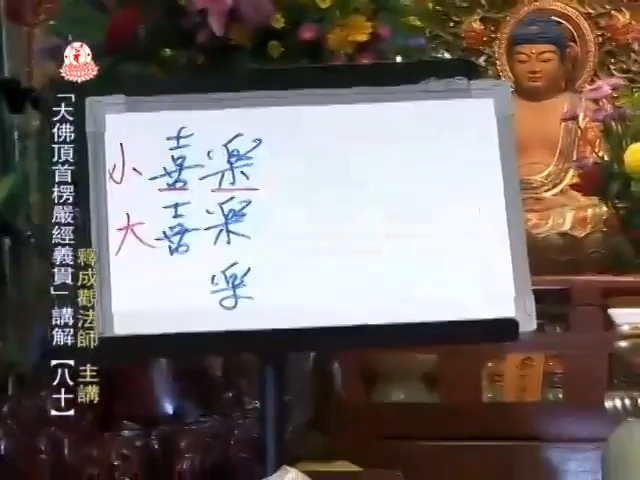 「大佛頂首楞嚴經義貫」講解【八十】
釋成觀法師 主講
小喜樂
大喜樂
楽